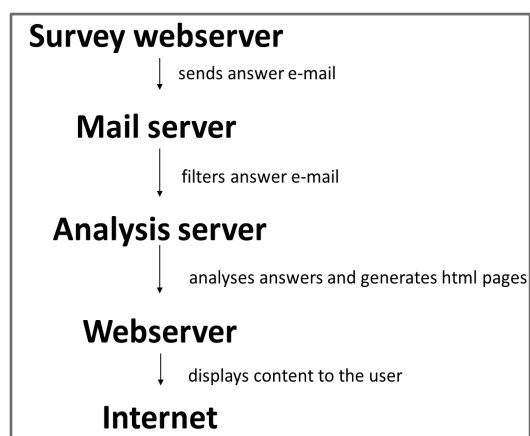 Survey webserver
sends answer e-mail
Mail server
filters answer e-mail
Analysis server
analyses answers and generates html pages
Webserver
displays content to the user
Internet